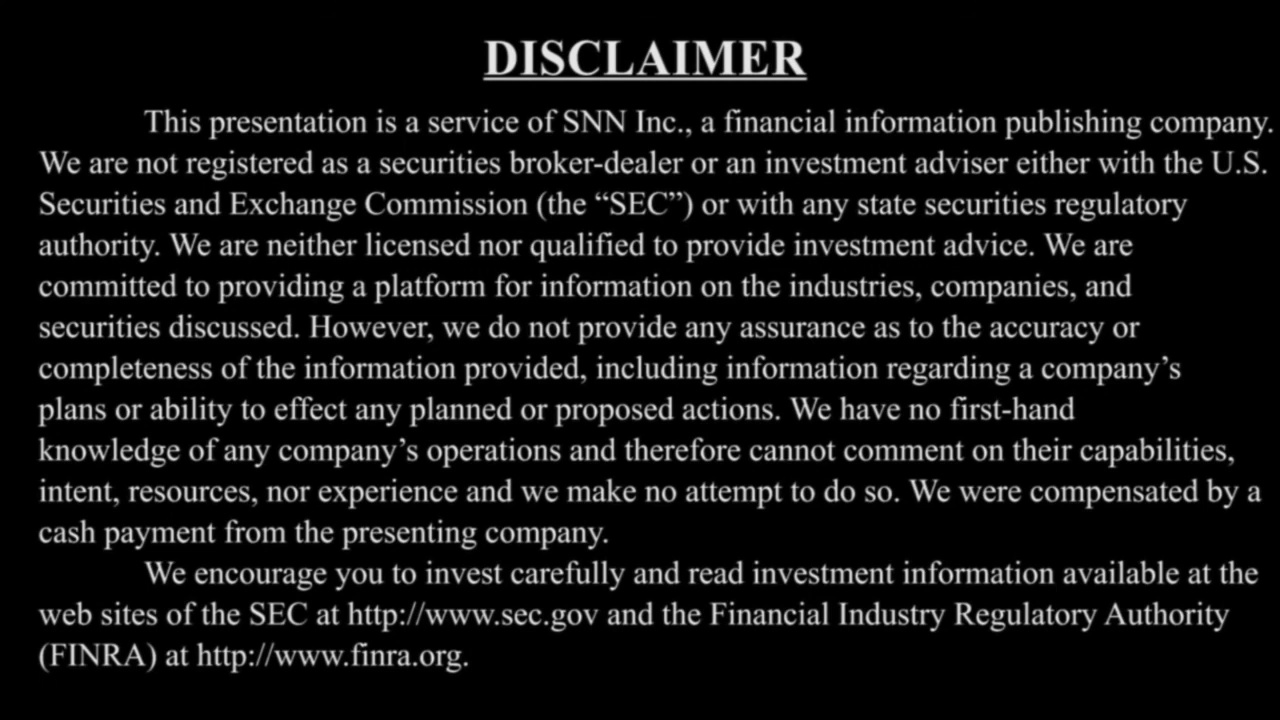 DISCLAIMER
This presentation is a service of SNN Inc., a financial information publishing company.
We are not registered as a securities broker-dealer or an investment adviser either with the U.S.
Securities and Exchange Commission (the “SEC”) or with any state securities regulatory
authority. We are neither licensed nor qualified to provide investment advice. We are
committed to providing a platform for information on the industries, companies, and
securities discussed. However, we do not provide any assurance as to the accuracy or
completeness of the information provided, including information regarding a company’s
plans or ability to effect any planned or proposed actions. We have no first-hand
knowledge of any company’s operations and therefore cannot comment on their capabilities,
intent, resources, nor experience and we make no attempt to do so. We were compensated by a
cash payment from the presenting company.
We encourage you to invest carefully and read investment information available at the
web sites of the SEC at http://www.sec.gov and the Financial Industry Regulatory Authority
(FINRA) at http://www.finra.org.